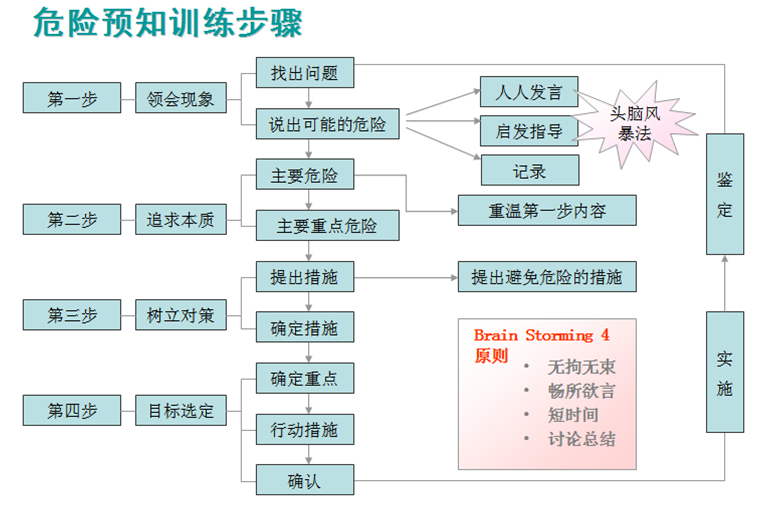 危险预知训练步骤
找出问题
第一步
领会现象
说出可能的危险
人人发言
启发指导
记录
头脑风
暴法
主要危险
第二步
追求本质
主要重点危险
重温第一步内容
提出措施
提出避免危险的措施
第三步
树立对策
确定措施
确定重点
第四步
目标选定
行动措施
确认
Brain Storming 4
原则
• 无拘无束
• 畅所欲言
• 短时间
• 讨论总结
鉴
定
实
施